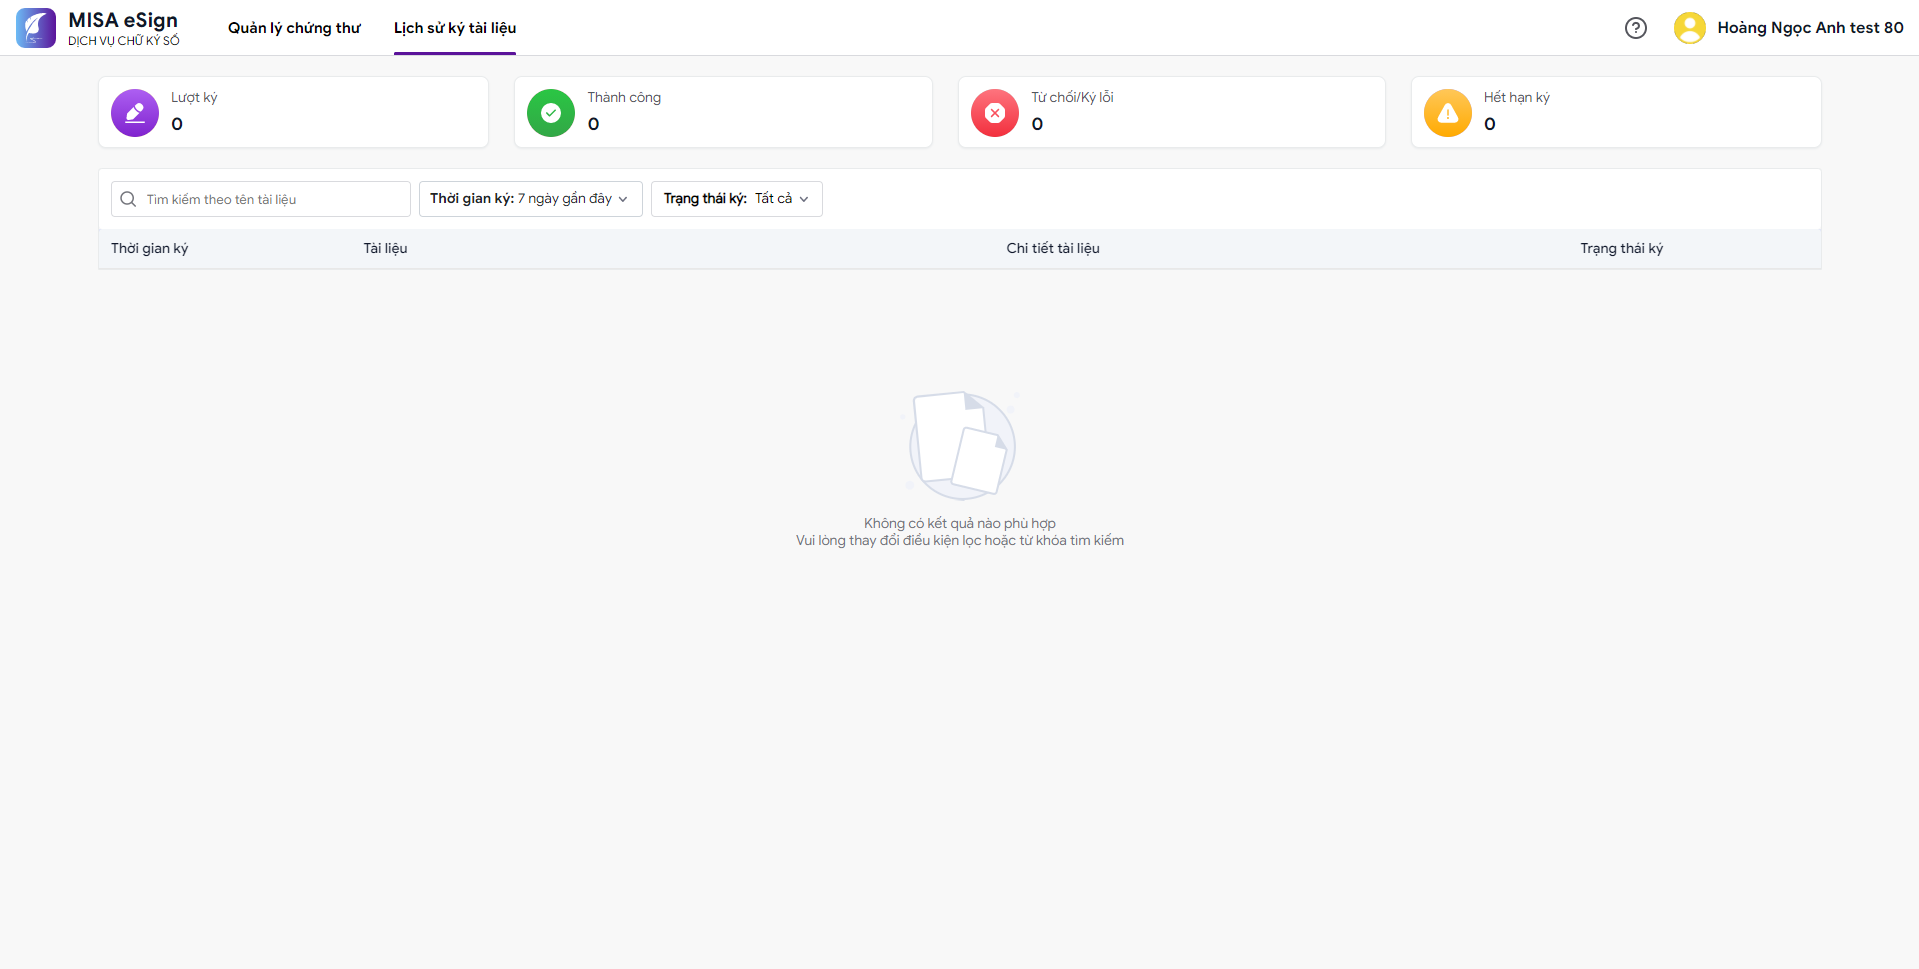 MISA eSign
DỊCH VỤ CHỮ KÝ SỐ
Quản lý chứng thư
Lịch sử ký tài liệu
Hoàng Ngọc Anh test 80
Lượt ký
0
Thành công
0
Từ chối/Ký lỗi
0
Hết hạn ký
0
Tìm kiếm theo tên tài liệu
Thời gian ký: 7 ngày gần đây
Trạng thái ký: Tất cả
Thời gian ký
Tài liệu
Chi tiết tài liệu
Trạng thái ký
Không có kết quả nào phù hợp
Vui lòng thay đổi điều kiện lọc hoặc từ khóa tìm kiếm